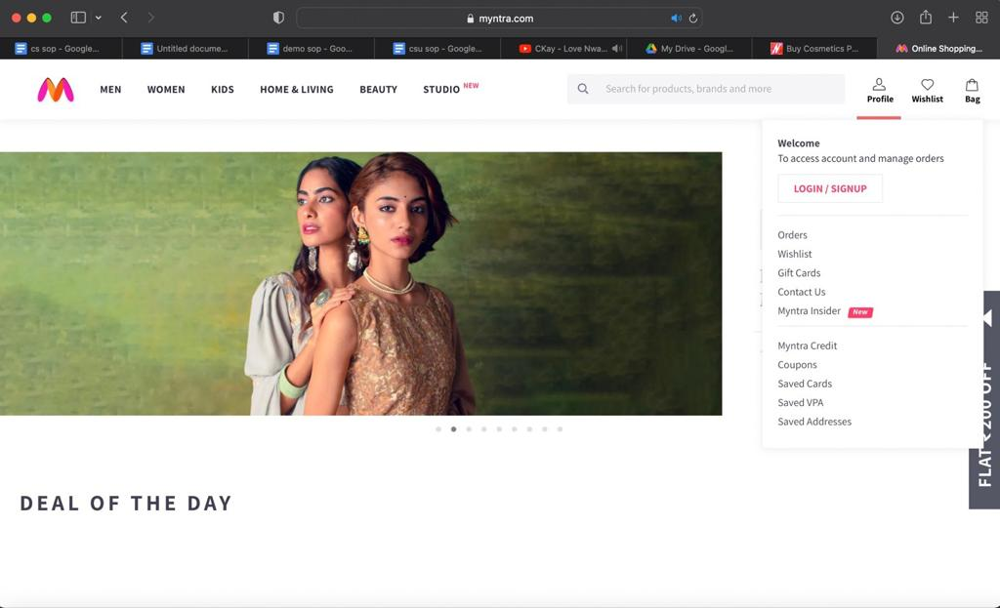 myntra.com
cs sop - Google...
Untitled docume...
demo sop - Goo...
csu sop - Google...
CKay - Love Nwa...
My Drive - Googl...
Buy Cosmetics P...
Online Shopping...
MEN
WOMEN
KIDS
HOME & LIVING
BEAUTY
STUDIO NEW
Search for products, brands and more
Profile
Wishlist
Bag
Welcome
To access account and manage orders
LOGIN / SIGNUP
Orders
Wishlist
Gift Cards
Contact Us
Myntra Insider New
Myntra Credit
Coupons
Saved Cards
Saved VPA
Saved Addresses
FLAT ₹200 OFF
DEAL OF THE DAY